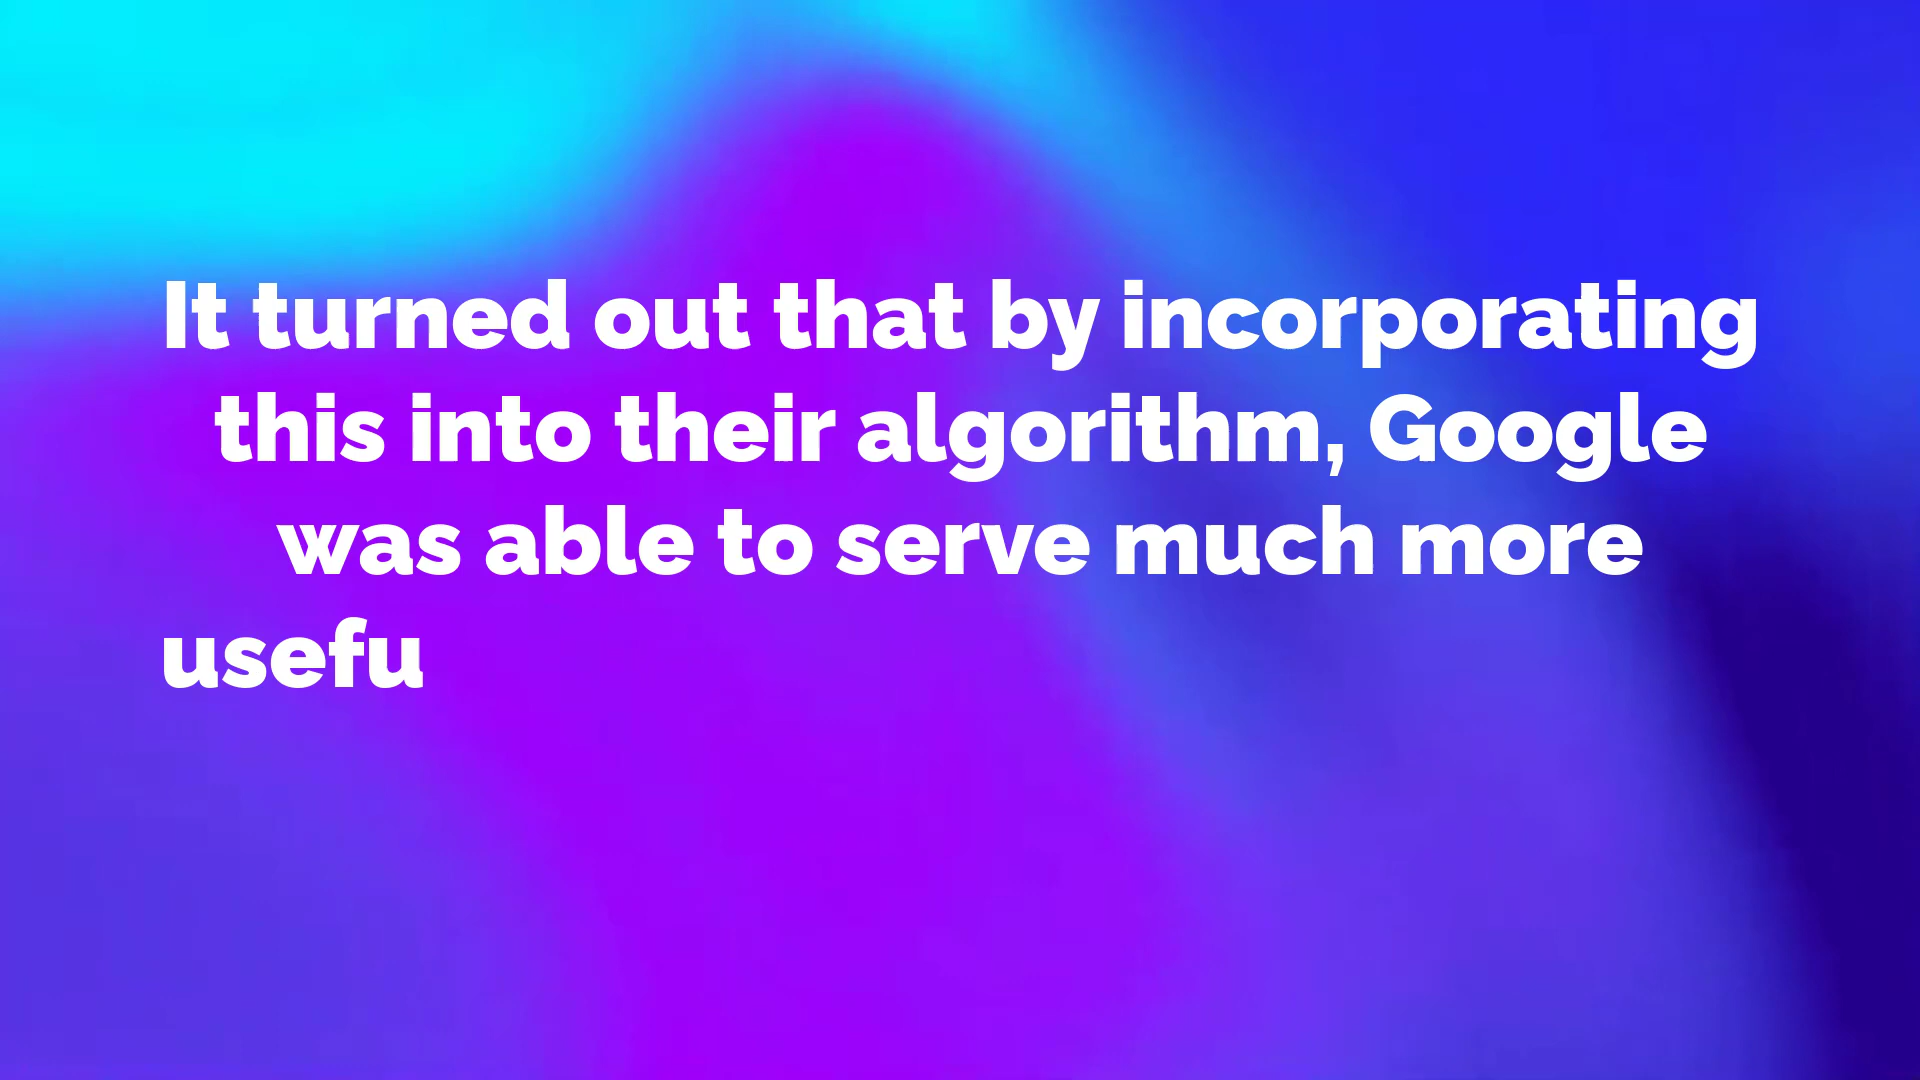 It turned out that by incorporating
this into their algorithm, Google
was able to serve much more
usefu